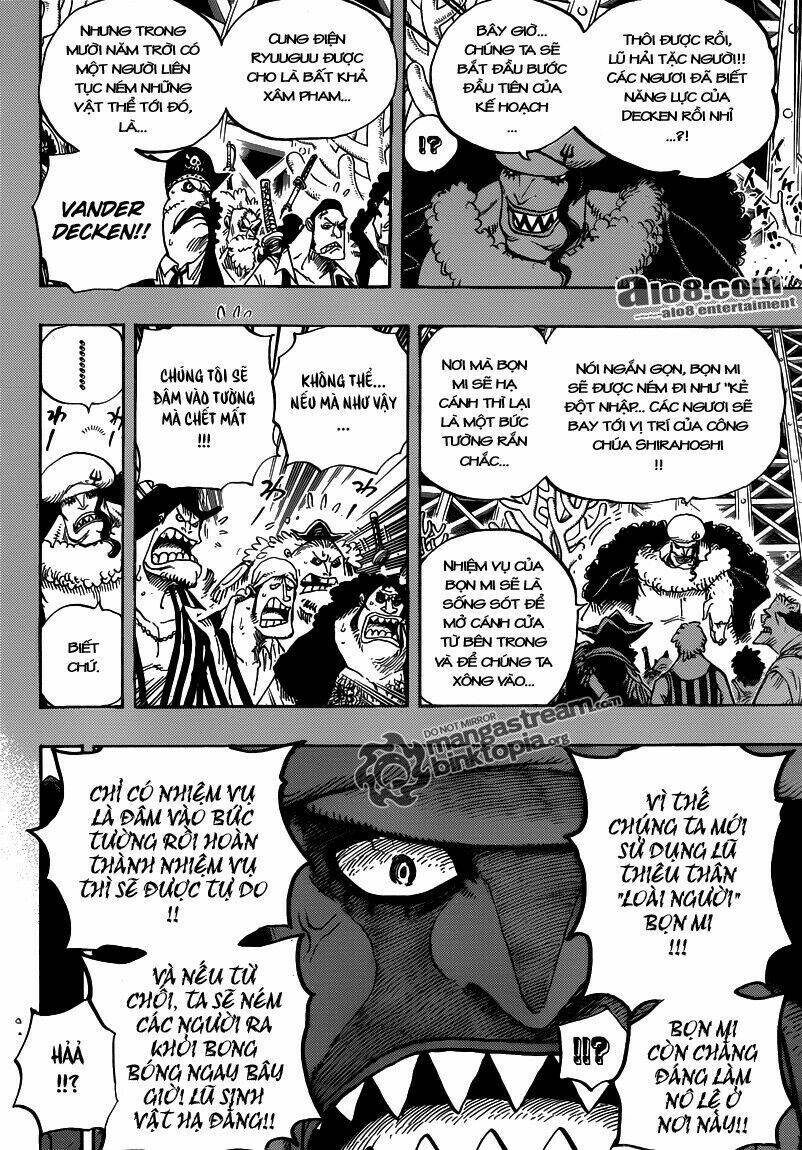 THÔI ĐƯỢC RỒI,
LŨ HẢI TẶC NGƯỜI!!
CÁC NGƯƠI ĐÃ BIẾT
NĂNG LỰC CỦA
DECKEN RỒI NHỈ
...?!
BÂY GIỜ...
CHÚNG TA SẼ
BẮT ĐẦU BƯỚC
ĐẦU TIÊN CỦA
KẾ HOẠCH
...
!?
CUNG ĐIỆN
RYUUGUU ĐƯỢC
CHO LÀ BẤT KHẢ
XÂM PHẠM...
NHƯNG TRONG
MƯỜI NĂM TRỜI CÓ
MỘT NGƯỜI LIÊN
TỤC NÉM NHỮNG
VẬT THỂ TỚI ĐÓ,
LÀ...
VANDER
DECKEN!!
alo8.com
alo8 entertaiment
NÓI NGẮN GỌN, BỌN MI
SẼ ĐƯỢC NÉM ĐI NHƯ "KẺ
ĐỘT NHẬP... CÁC NGƯƠI SẼ
BAY TỚI VỊ TRÍ CỦA CÔNG
CHÚA SHIRAHOSHI
!!
NƠI MÀ BỌN
MI SẼ HẠ
CÁNH THÌ LẠI
LÀ MỘT BỨC
TƯỜNG RẮN
CHẮC...
NHIỆM VỤ CỦA
BỌN MI SẼ LÀ
SỐNG SÓT ĐỂ
MỞ CÁNH CỬA
TỪ BÊN TRONG
VÀ ĐỂ CHÚNG TA
XÔNG VÀO...
KHÔNG THỂ...
NẾU MÀ NHƯ VẬY
...
CHÚNG TÔI SẼ
ĐÂM VÀO TƯỜNG
MÀ CHẾT MẤT
!!!
BIẾT
CHỨ.
DO NOT MIRROR
mangastream.com
binktopia.org
VÌ THẾ
CHÚNG TA MỚI
SỬ DỤNG LŨ
THIÊU THÂN
"LOÀI NGƯỜI"
BỌN MI
!!!
BỌN MI
CÒN CHẲNG
ĐÁNG LÀM
NÔ LỆ Ở
NƠI NÀY!!
!!?
CHỈ CÓ NHIỆM VỤ
LÀ ĐÂM VÀO BỨC
TƯỜNG RỒI HOÀN
THÀNH NHIỆM VỤ
THÌ SẼ ĐƯỢC TỰ DO
!!
VÀ NẾU TỪ
CHỐI, TA SẼ NÉM
CÁC NGƯỜI RA
KHỎI BONG
BÓNG NGAY BÂY
GIỜ! LŨ SINH
VẬT HẠ ĐẲNG!!
HẢẢ
!!?